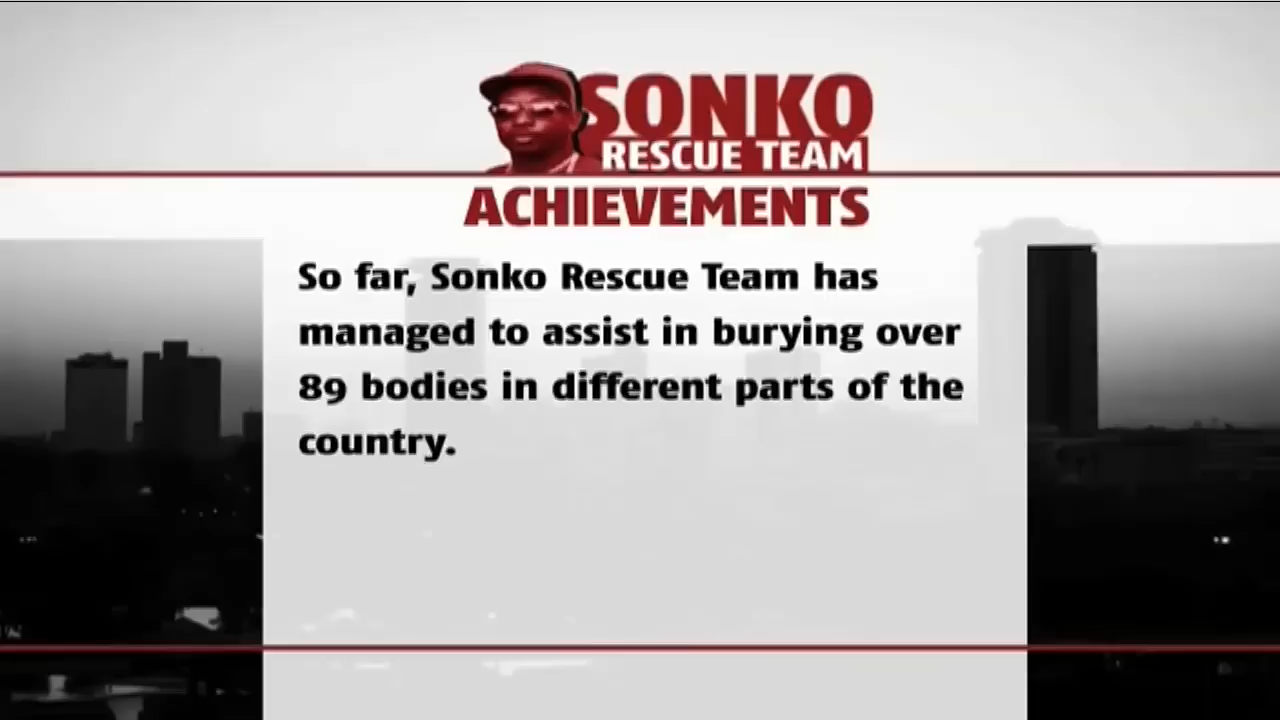 SONKO
RESCUE TEAM
ACHIEVEMENTS
So far, Sonko Rescue Team has
managed to assist in burying over
89 bodies in different parts of the
country.